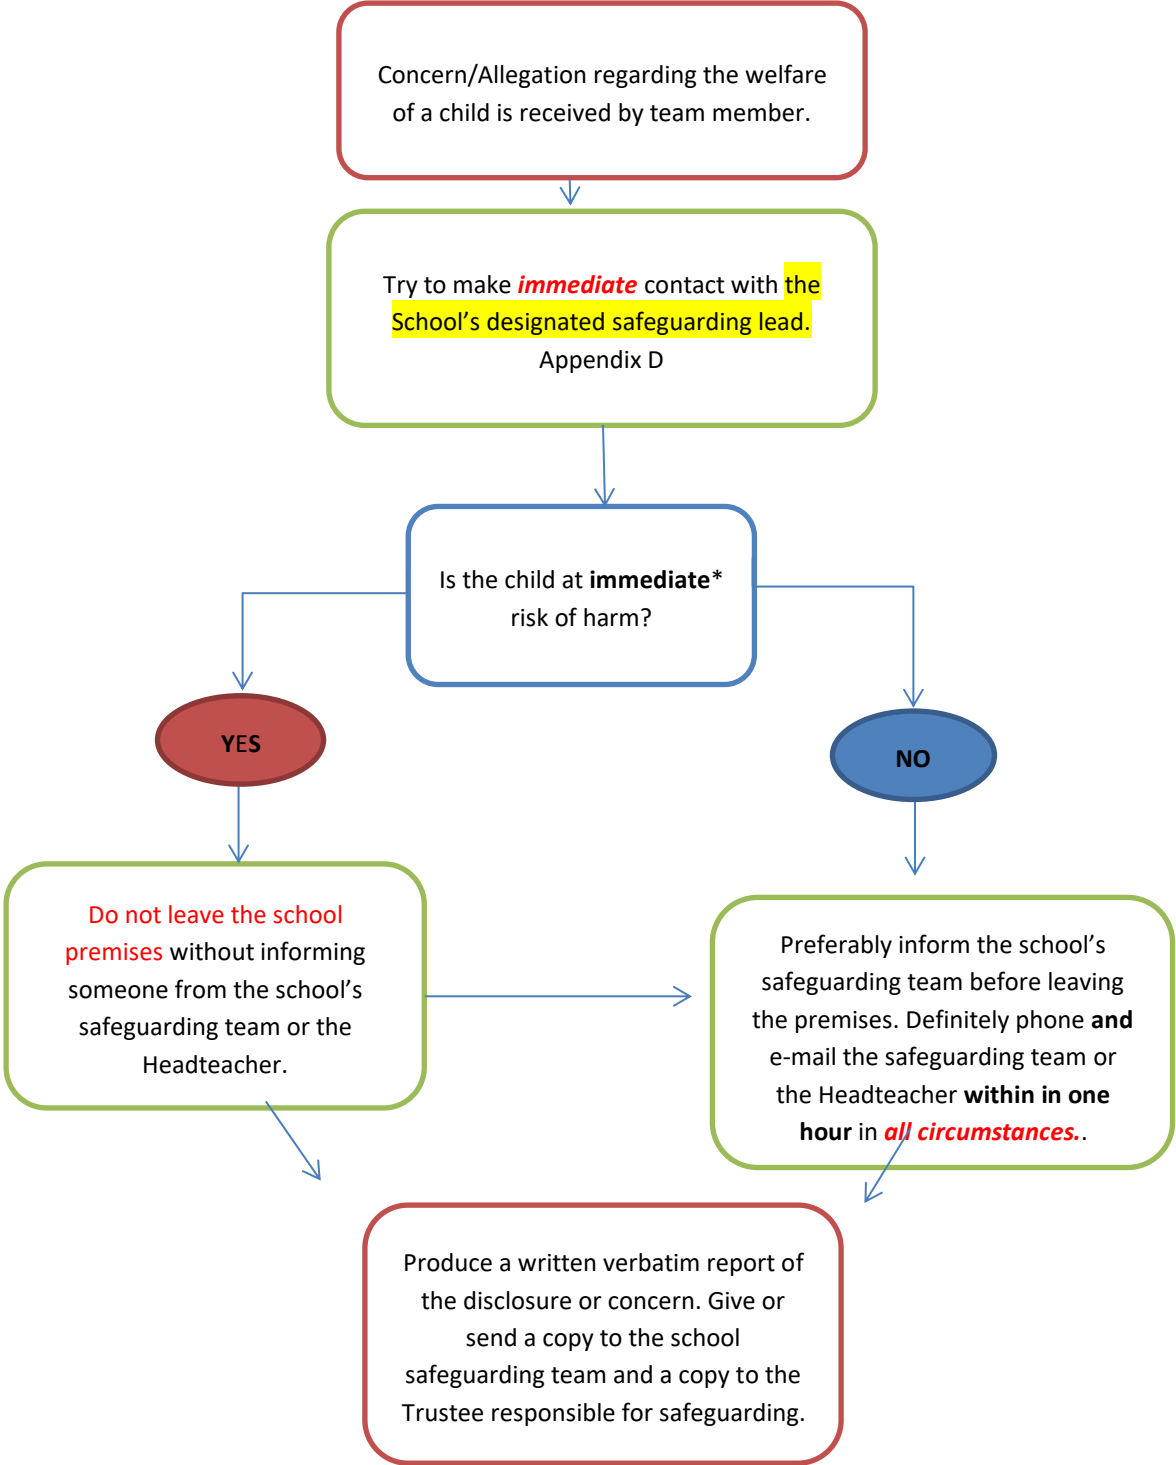 Concern/Allegation regarding the welfare
of a child is received by team member.
Try to make immediate contact with the
School’s designated safeguarding lead.
Appendix D
Is the child at immediate*
risk of harm?
YES
NO
Do not leave the school
premises without informing
someone from the school’s
safeguarding team or the
Headteacher.
Preferably inform the school’s
safeguarding team before leaving
the premises. Definitely phone and
e-mail the safeguarding team or
the Headteacher within in one
hour in all circumstances..
Produce a written verbatim report of
the disclosure or concern. Give or
send a copy to the school
safeguarding team and a copy to the
Trustee responsible for safeguarding.